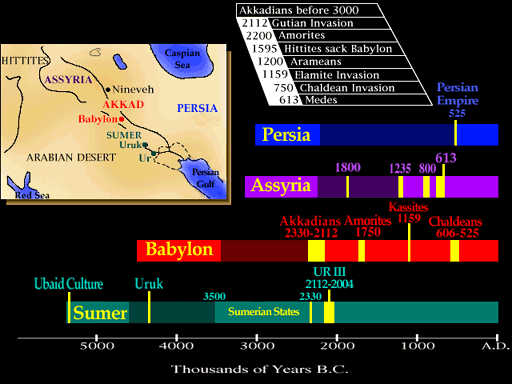 Akkadians before 3000
2112 Gutian Invasion
2200 Amorites
1595 Hittites sack Babylon
1200 Arameans
1159 Elamite Invasion
750 Chaldean Invasion
613 Medes
Caspian
Sea
HITTITES
ASSYRIA
Nineveh
AKKAD
Babylon
PERSIA
SUMER
Uruk
Ur
ARABIAN DESERT
Persian
Gulf
Red Sea
Persian
Empire
525
Persia
1800
1235
800
613
Assyria
Kassites
1159
Akkadians
2330-2112
Amorites
1750
Chaldeans
606-525
Babylon
UR III
2112-2004
Ubaid Culture
Uruk
3500
2330
Sumer
Sumerian States
5000
4000
3000
2000
1000
A.D.
Thousands of Years B.C.